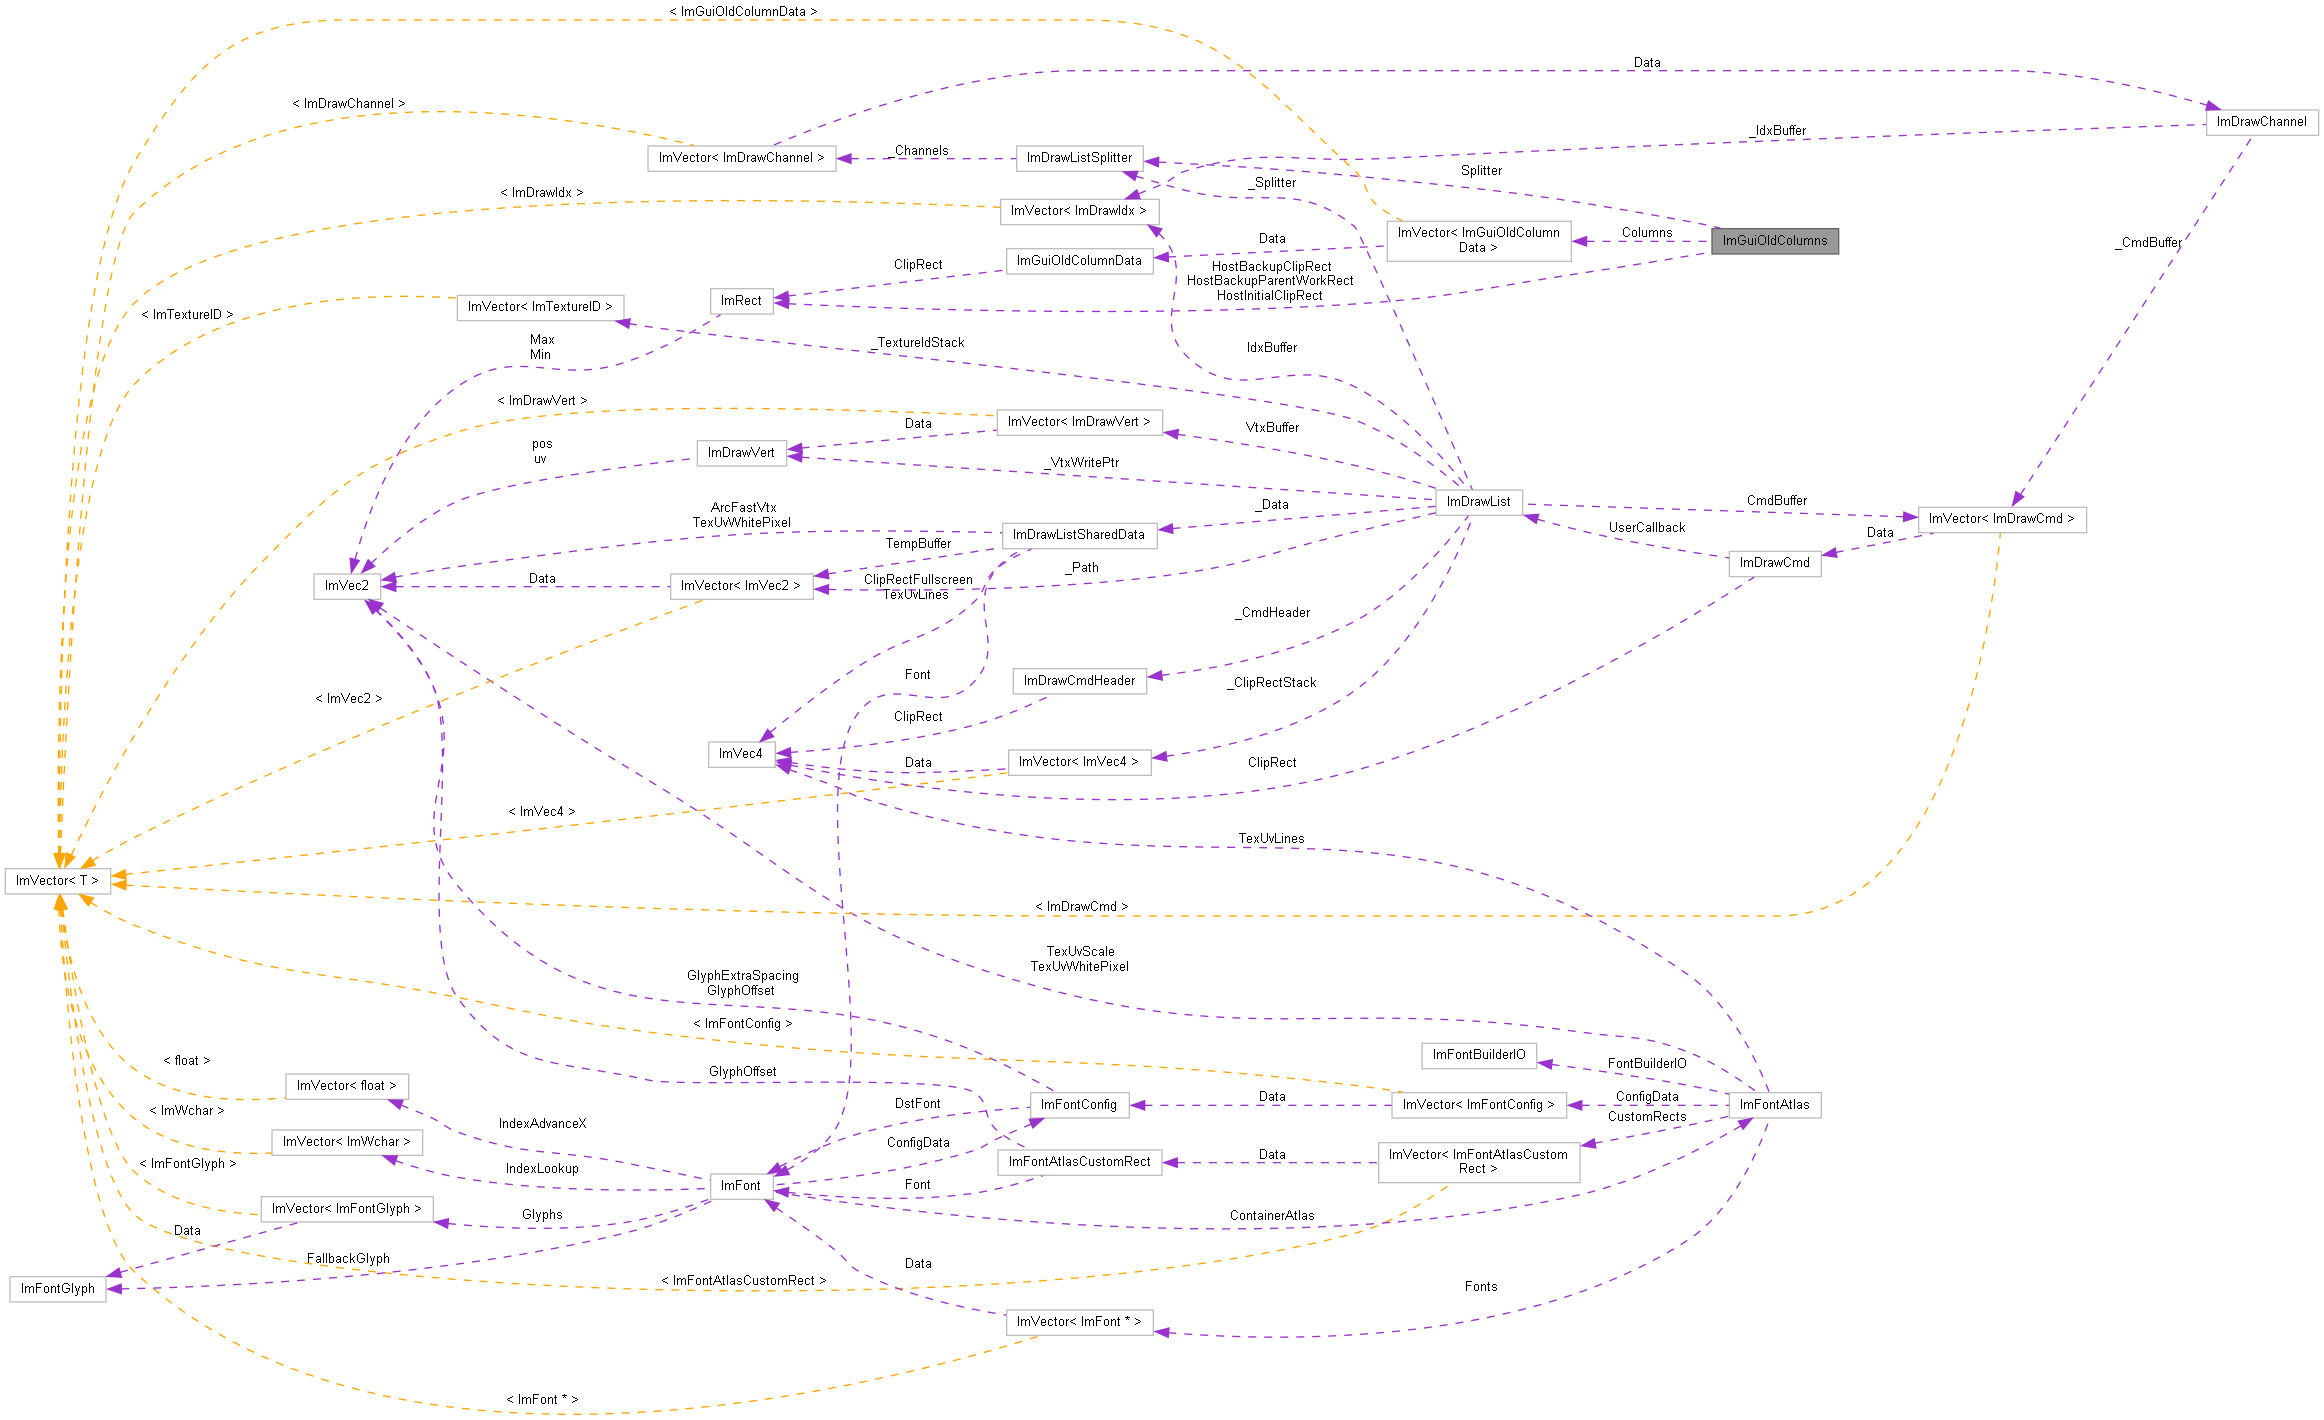 < ImGuiOldColumnData >
Data
< ImDrawChannel >
ImDrawChannel
_IdxBuffer
ImVector< ImDrawChannel >
_Channels
ImDrawListSplitter
Splitter
_Splitter
< ImDrawIdx >
ImVector< ImDrawIdx >
ImVector< ImGuiOldColumn
Data >
Columns
ImGuiOldColumns
_CmdBuffer
Data
ImGuiOldColumnData
ClipRect
HostBackupClipRect
HostBackupParentWorkRect
HostInitialClipRect
ImRect
< ImTextureID >
ImVector< ImTextureID >
Max
Min
_TextureIdStack
IdxBuffer
< ImDrawVert >
ImVector< ImDrawVert >
VtxBuffer
Data
pos
uv
ImDrawVert
_VtxWritePtr
ImDrawList
CmdBuffer
ImVector< ImDrawCmd >
ArcFastVtx
TexUvWhitePixel
_Data
ImDrawListSharedData
UserCallback
Data
TempBuffer
ImDrawCmd
ImVec2
Data
ImVector< ImVec2 >
ClipRectFullscreen
TexUvLines
_Path
_CmdHeader
Font
ImDrawCmdHeader
_ClipRectStack
< ImVec2 >
ClipRect
ImVec4
Data
ImVector< ImVec4 >
ClipRect
< ImVec4 >
TexUvLines
ImVector< T >
< ImDrawCmd >
TexUvScale
TexUvWhitePixel
GlyphExtraSpacing
GlyphOffset
< ImFontConfig >
< float >
ImFontBuilderIO
FontBuilderIO
ImVector< float >
GlyphOffset
DstFont
ImFontConfig
Data
ImVector< ImFontConfig >
ConfigData
CustomRects
ImFontAtlas
< ImWchar >
IndexAdvanceX
ImVector< ImWchar >
ConfigData
< ImFontGlyph >
IndexLookup
ImFont
ImFontAtlasCustomRect
Data
ImVector< ImFontAtlasCustom
Rect >
Font
ImVector< ImFontGlyph >
Glyphs
ContainerAtlas
Data
FallbackGlyph
ImFontGlyph
< ImFontAtlasCustomRect >
Data
Fonts
ImVector< ImFont * >
< ImFont * >